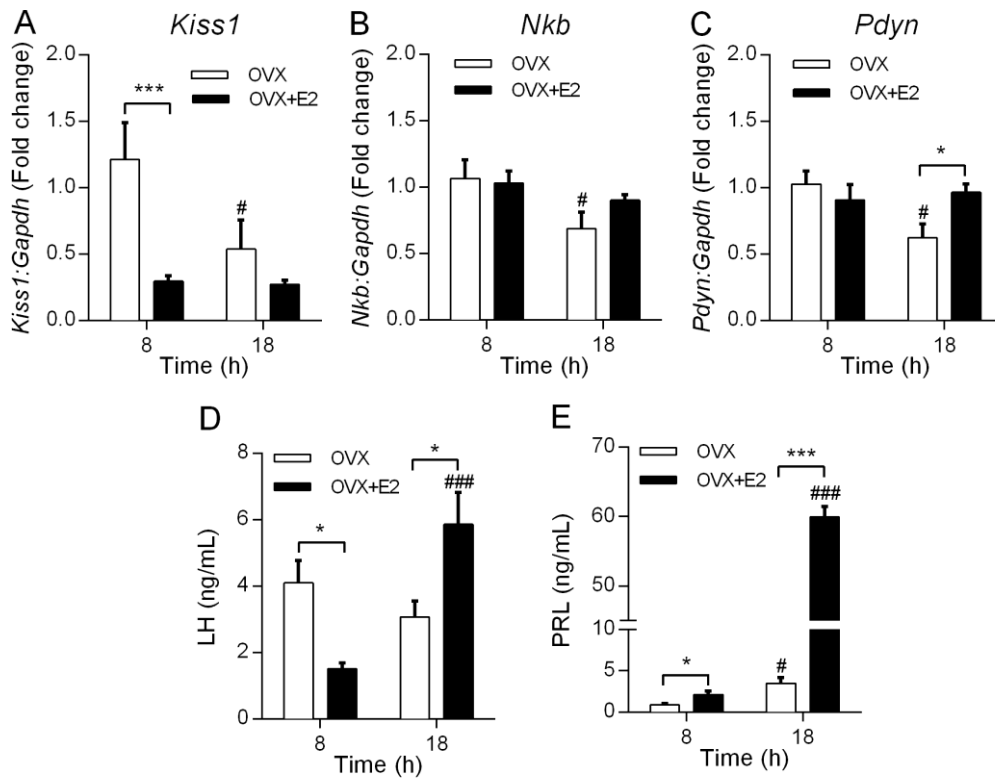 A
Kiss1
Kiss1:Gapdh (Fold change)
2.0
1.5
1.0
0.5
0.0
OVX
OVX+E2
***
#
8
18
Time (h)
B
Nkb
Nkb:Gapdh (Fold change)
2.0
1.5
1.0
0.5
0.0
OVX
OVX+E2
#
8
18
Time (h)
C
Pdyn
Pdyn:Gapdh (Fold change)
2.0
1.5
1.0
0.5
0.0
OVX
OVX+E2
*
#
8
18
Time (h)
D
LH (ng/mL)
8
6
4
2
0
OVX
OVX+E2
*
*
###
8
18
Time (h)
E
PRL (ng/mL)
70
60
50
10
5
0
OVX
OVX+E2
***
###
*
#
8
18
Time (h)